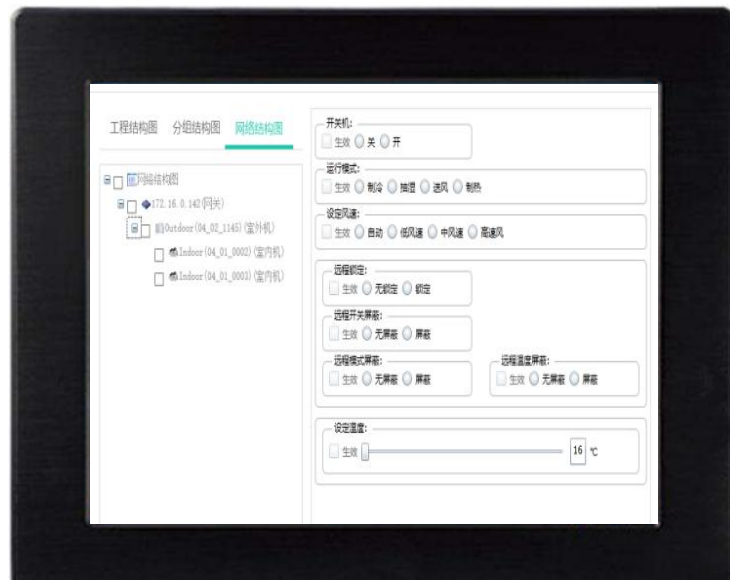 工程结构图 分组结构图 网络结构图
网络结构图
172.16.0.142(网关)
Outdoor(04_02_1145)(室外机)
Indoor(04_01_0002)(室内机)
Indoor(04_01_0003)(室内机)
开关机:
生效 关 开
运行模式:
生效 制冷 抽湿 送风 制热
设定风速:
生效 自动 低风速 中风速 高速风
远程锁定:
生效 无锁定 锁定
远程开关屏蔽:
生效 无屏蔽 屏蔽
远程模式屏蔽:
生效 无屏蔽 屏蔽
远程温度屏蔽:
生效 无屏蔽 屏蔽
设定温度:
生效 16 ℃